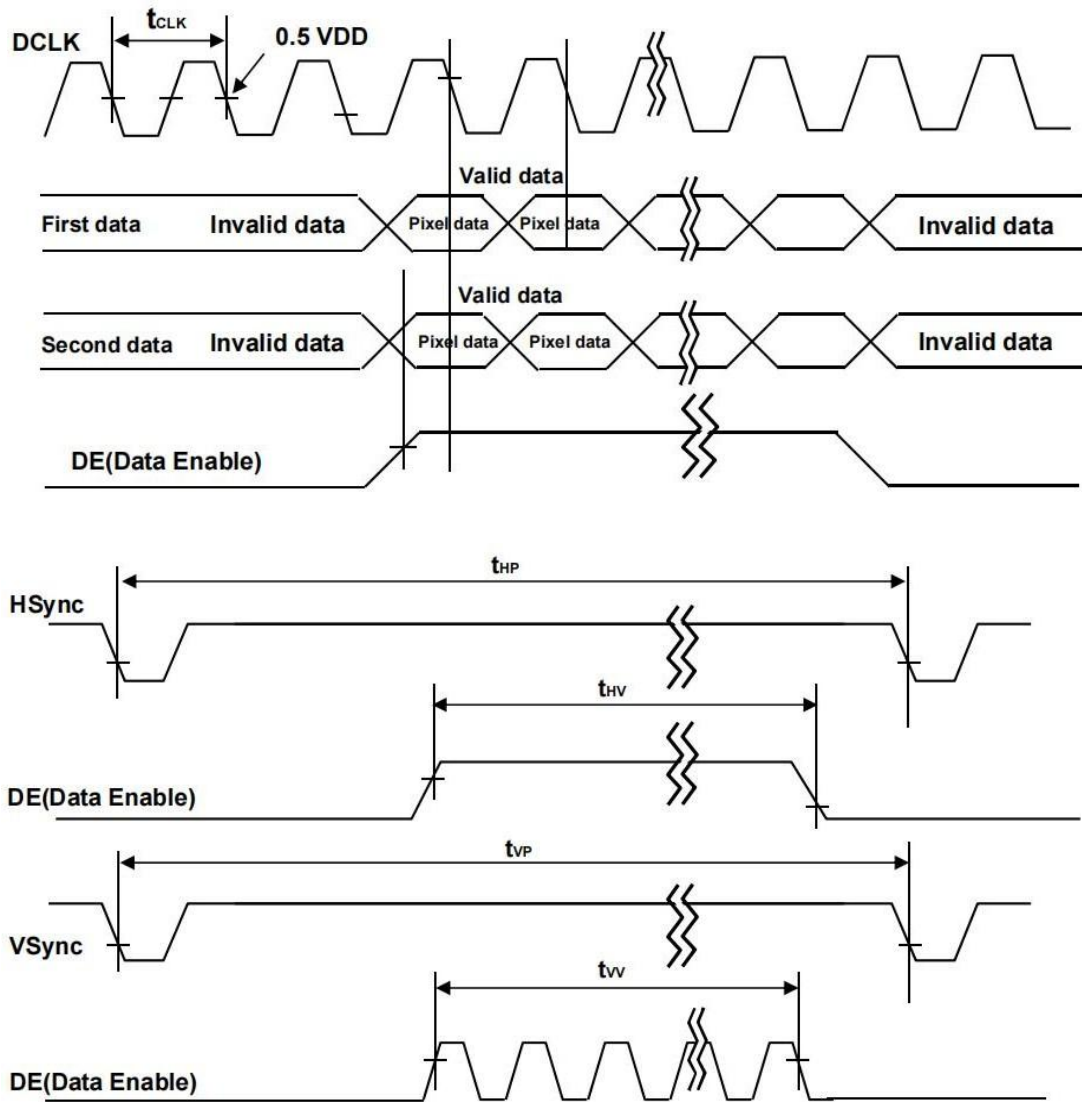 tCLK
0.5 VDD
DCLK
Valid data
First data Invalid data Pixel data Pixel data Invalid data
Valid data
Second data Invalid data Pixel data Pixel data Invalid data
DE(Data Enable)
tHP
HSync
tHV
DE(Data Enable)
tVP
VSync
tVV
DE(Data Enable)